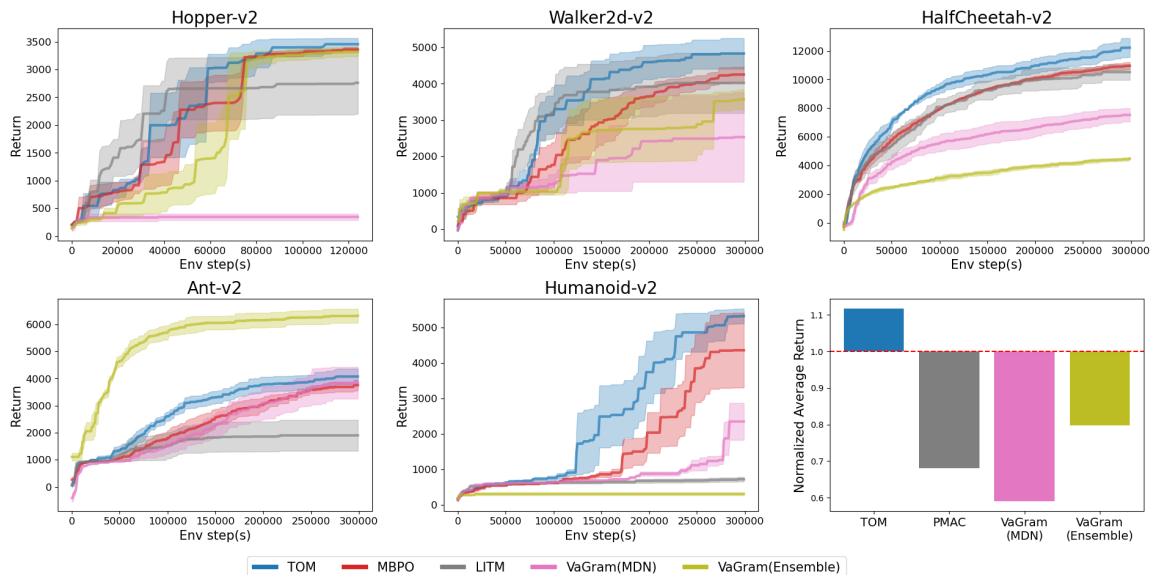 Hopper-v2
3500
3000
2500
2000
1500
1000
500
0
Return
0 20000 40000 60000 80000 100000 120000
Env step(s)
Walker2d-v2
5000
4000
3000
2000
1000
0
Return
0 50000 100000 150000 200000 250000 300000
Env step(s)
HalfCheetah-v2
12000
10000
8000
6000
4000
2000
0
Return
0 50000 100000 150000 200000 250000 300000
Env step(s)
Ant-v2
6000
5000
4000
3000
2000
1000
0
Return
0 50000 100000 150000 200000 250000 300000
Env step(s)
Humanoid-v2
5000
4000
3000
2000
1000
0
Return
0 50000 100000 150000 200000 250000 300000
Env step(s)
1.1
1.0
0.9
0.8
0.7
0.6
Normalized Average Return
TOM PMAC VaGram VaGram
(MDN) (Ensemble)
TOM MBPO LITM VaGram(MDN) VaGram(Ensemble)